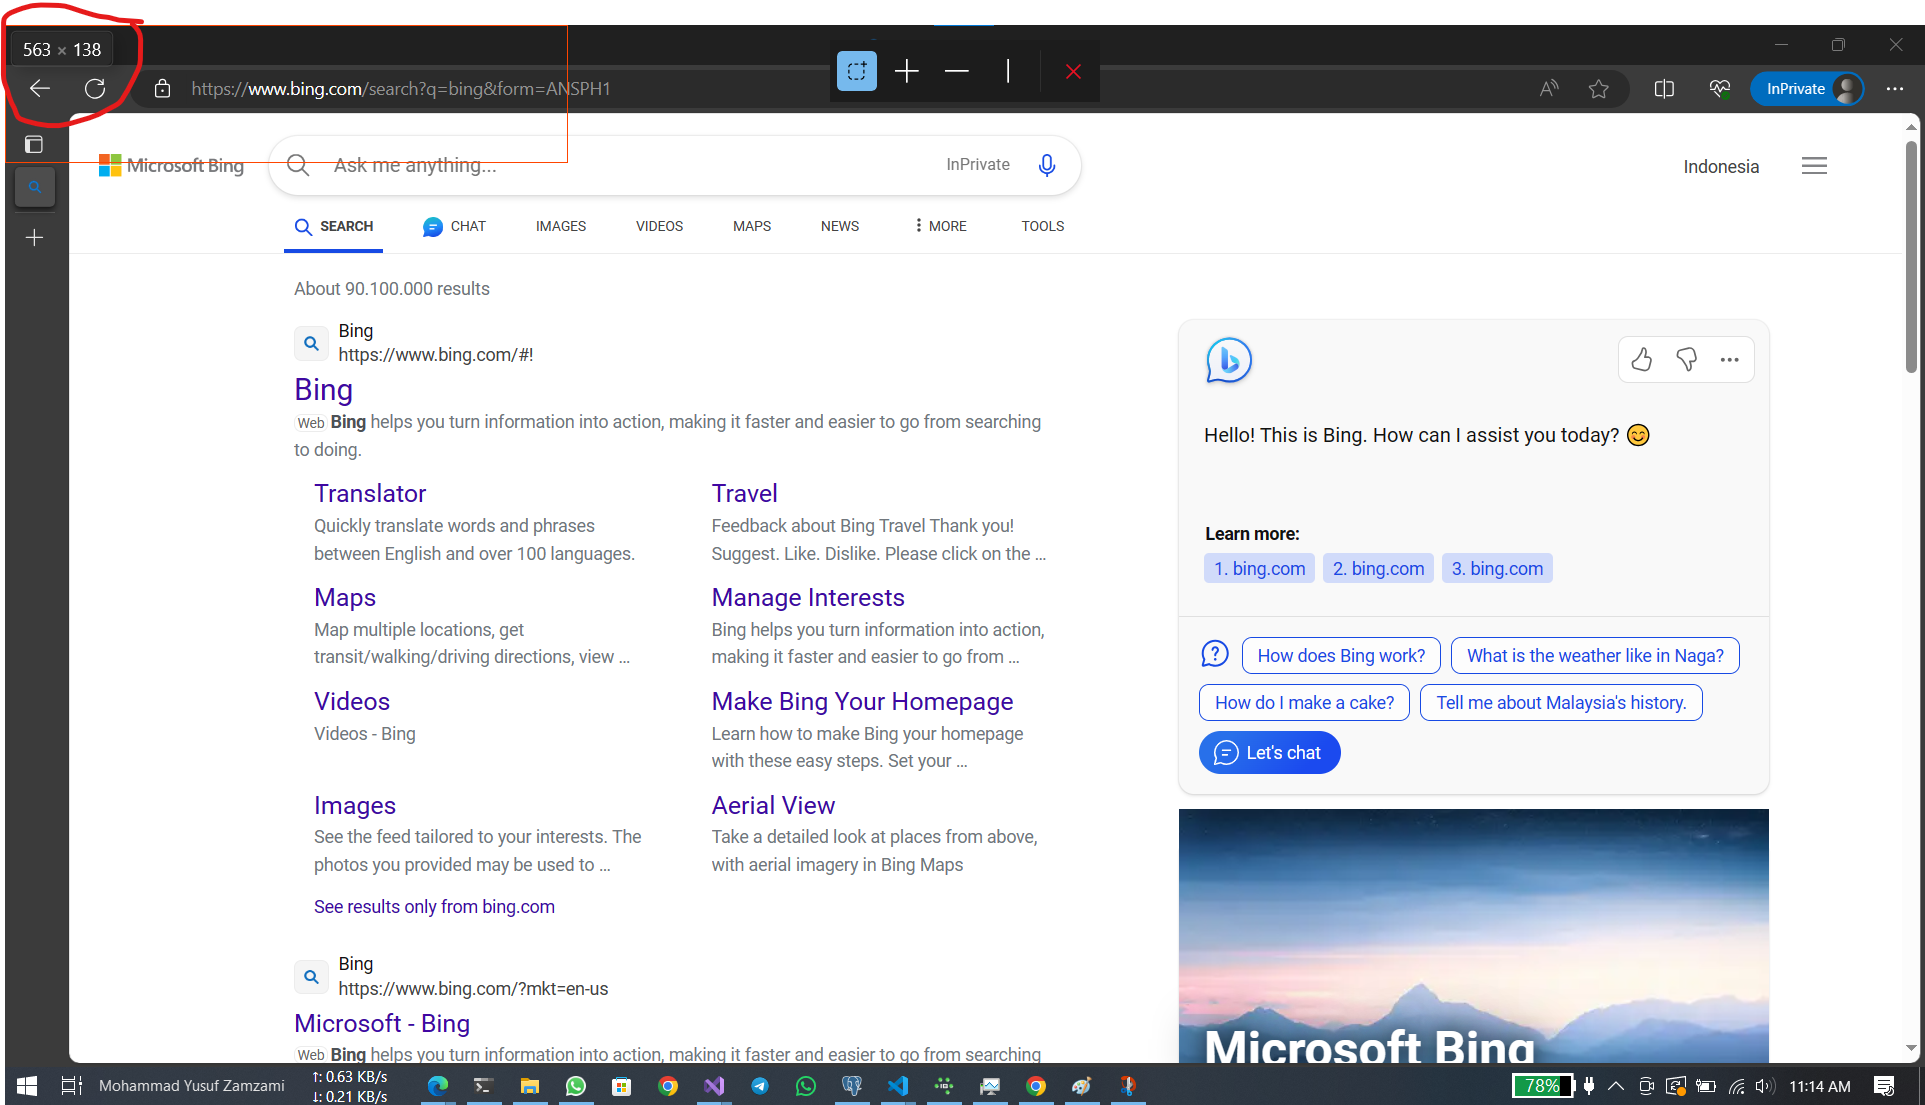 563 × 138
https://www.bing.com/search?q=bing&form=ANSPH1
InPrivate
Microsoft Bing
Ask me anything...
InPrivate
Indonesia
SEARCH
CHAT
IMAGES
VIDEOS
MAPS
NEWS
MORE
TOOLS
About 90.100.000 results
Bing
https://www.bing.com/#!
Bing
Web Bing helps you turn information into action, making it faster and easier to go from searching
to doing.
Translator
Quickly translate words and phrases
between English and over 100 languages.
Travel
Feedback about Bing Travel Thank you!
Suggest. Like. Dislike. Please click on the ...
Maps
Map multiple locations, get
transit/walking/driving directions, view ...
Manage Interests
Bing helps you turn information into action,
making it faster and easier to go from ...
Videos
Videos - Bing
Make Bing Your Homepage
Learn how to make Bing your homepage
with these easy steps. Set your ...
Images
See the feed tailored to your interests. The
photos you provided may be used to ...
Aerial View
Take a detailed look at places from above,
with aerial imagery in Bing Maps
See results only from bing.com
Bing
https://www.bing.com/?mkt=en-us
Microsoft - Bing
Web Bing helps you turn information into action, making it faster and easier to go from searching
Hello! This is Bing. How can I assist you today? 😊
Learn more:
1. bing.com
2. bing.com
3. bing.com
How does Bing work?
What is the weather like in Naga?
How do I make a cake?
Tell me about Malaysia's history.
Let's chat
Microsoft Bing
Mohammad Yusuf Zamzami
↑: 0.63 KB/s
↓: 0.21 KB/s
78%
11:14 AM